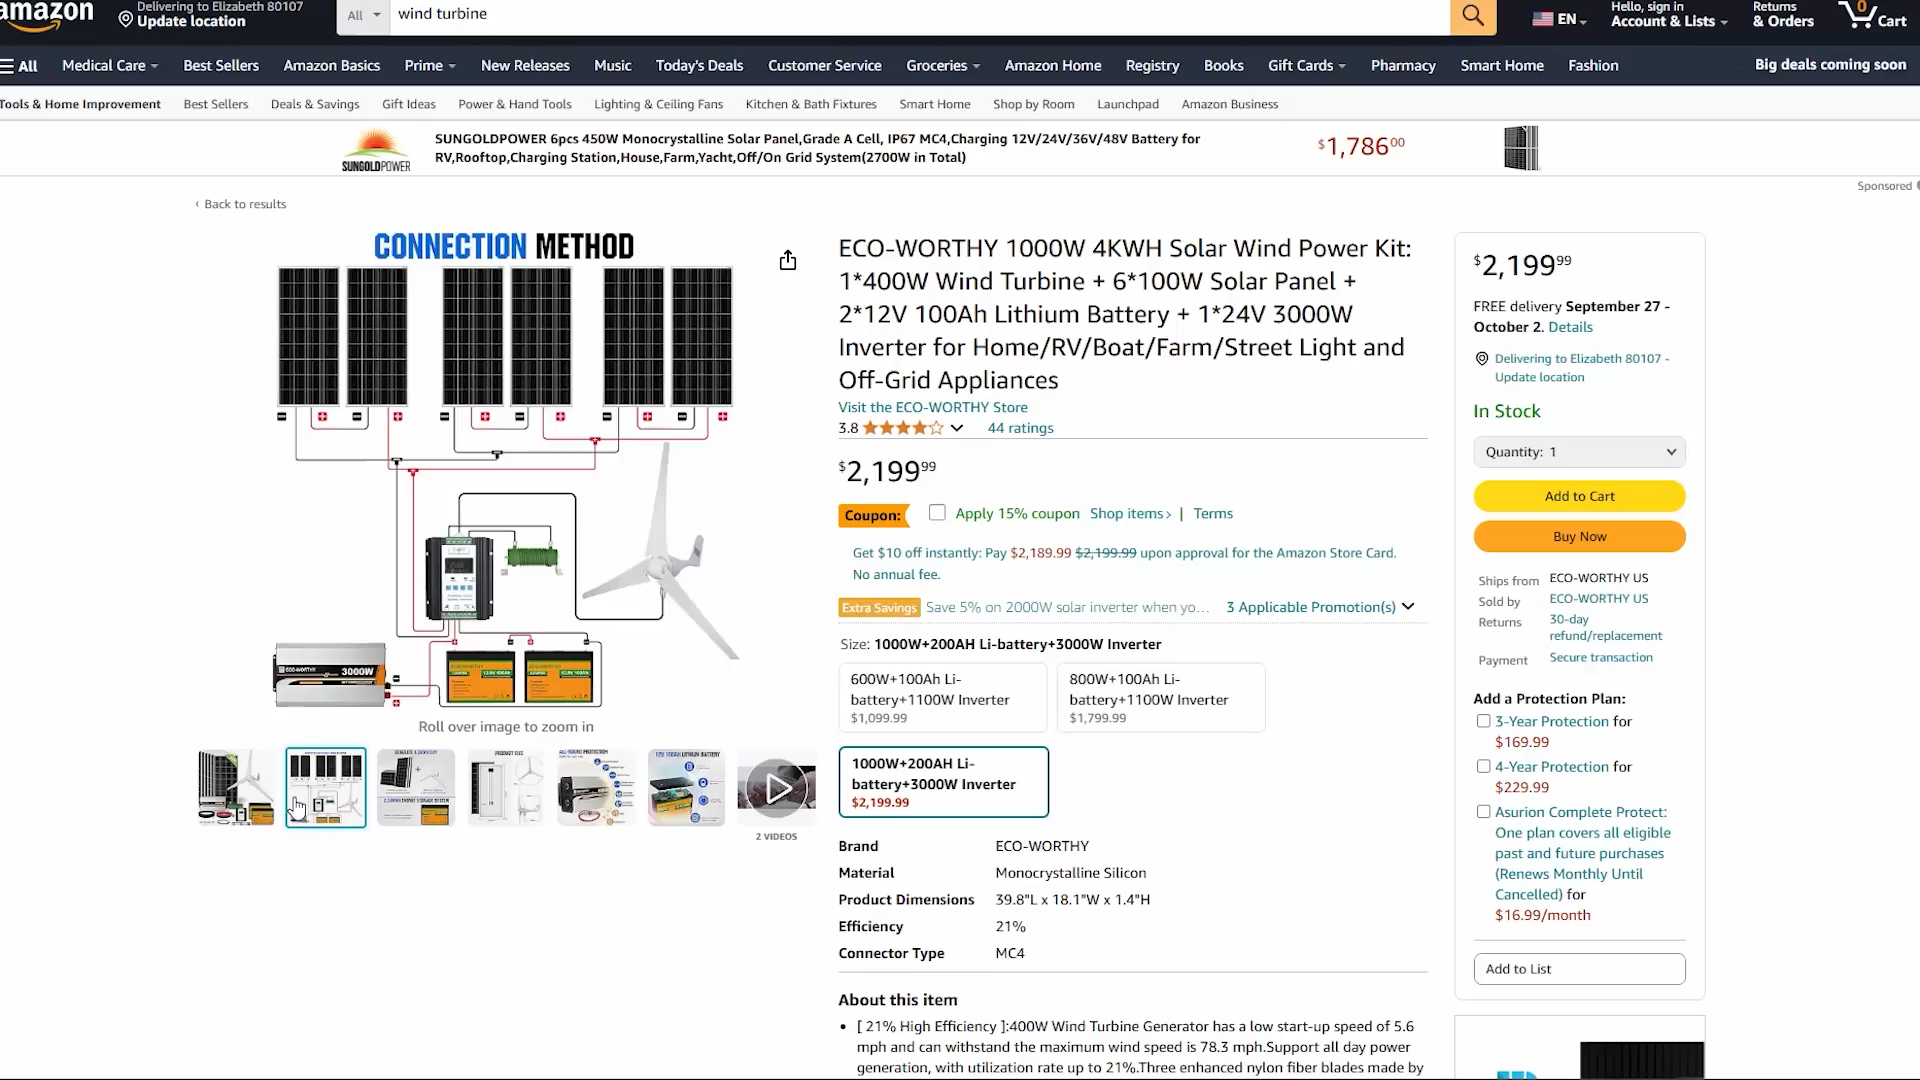 amazon
Delivering to Elizabeth 80107
Update location
All
wind turbine
EN
Hello, sign in
Account & Lists
Returns
& Orders
0
Cart
All
Medical Care
Best Sellers
Amazon Basics
Prime
New Releases
Music
Today's Deals
Customer Service
Groceries
Amazon Home
Registry
Books
Gift Cards
Pharmacy
Smart Home
Fashion
Big deals coming soon
Tools & Home Improvement
Best Sellers
Deals & Savings
Gift Ideas
Power & Hand Tools
Lighting & Ceiling Fans
Kitchen & Bath Fixtures
Smart Home
Shop by Room
Launchpad
Amazon Business
SUNGOLDPOWER
SUNGOLDPOWER 6pcs 450W Monocrystalline Solar Panel,Grade A Cell, IP67 MC4,Charging 12V/24V/36V/48V Battery for
RV,Rooftop,Charging Station,House,Farm,Yacht,Off/On Grid System(2700W in Total)
$1,78600
Sponsored
‹ Back to results
CONNECTION METHOD
ECO-WORTHY
3000W
Roll over image to zoom in
PRODUCT SIZE
12V 100AH LITHIUM BATTERY
2 VIDEOS
ECO-WORTHY 1000W 4KWH Solar Wind Power Kit:
1*400W Wind Turbine + 6*100W Solar Panel +
2*12V 100Ah Lithium Battery + 1*24V 3000W
Inverter for Home/RV/Boat/Farm/Street Light and
Off-Grid Appliances
Visit the ECO-WORTHY Store
3.8
44 ratings
$2,19999
Coupon:
Apply 15% coupon
Shop items ›
|
Terms
Get $10 off instantly: Pay $2,189.99 $2,199.99 upon approval for the Amazon Store Card.
No annual fee.
Extra Savings
Save 5% on 2000W solar inverter when yo...
3 Applicable Promotion(s)
Size: 1000W+200AH Li-battery+3000W Inverter
600W+100Ah Li-
battery+1100W Inverter
$1,099.99
800W+100Ah Li-
battery+1100W Inverter
$1,799.99
1000W+200AH Li-
battery+3000W Inverter
$2,199.99
Brand
ECO-WORTHY
Material
Monocrystalline Silicon
Product Dimensions
39.8"L x 18.1"W x 1.4"H
Efficiency
21%
Connector Type
MC4
About this item
• [ 21% High Efficiency ]:400W Wind Turbine Generator has a low start-up speed of 5.6
mph and can withstand the maximum wind speed is 78.3 mph.Support all day power
generation, with utilization rate up to 21%.Three enhanced nylon fiber blades made by
$2,19999
FREE delivery September 27 -
October 2. Details
Delivering to Elizabeth 80107 -
Update location
In Stock
Quantity: 1
Add to Cart
Buy Now
Ships from
ECO-WORTHY US
Sold by
ECO-WORTHY US
Returns
30-day
refund/replacement
Payment
Secure transaction
Add a Protection Plan:
3-Year Protection for
$169.99
4-Year Protection for
$229.99
Asurion Complete Protect:
One plan covers all eligible
past and future purchases
(Renews Monthly Until
Cancelled) for
$16.99/month
Add to List